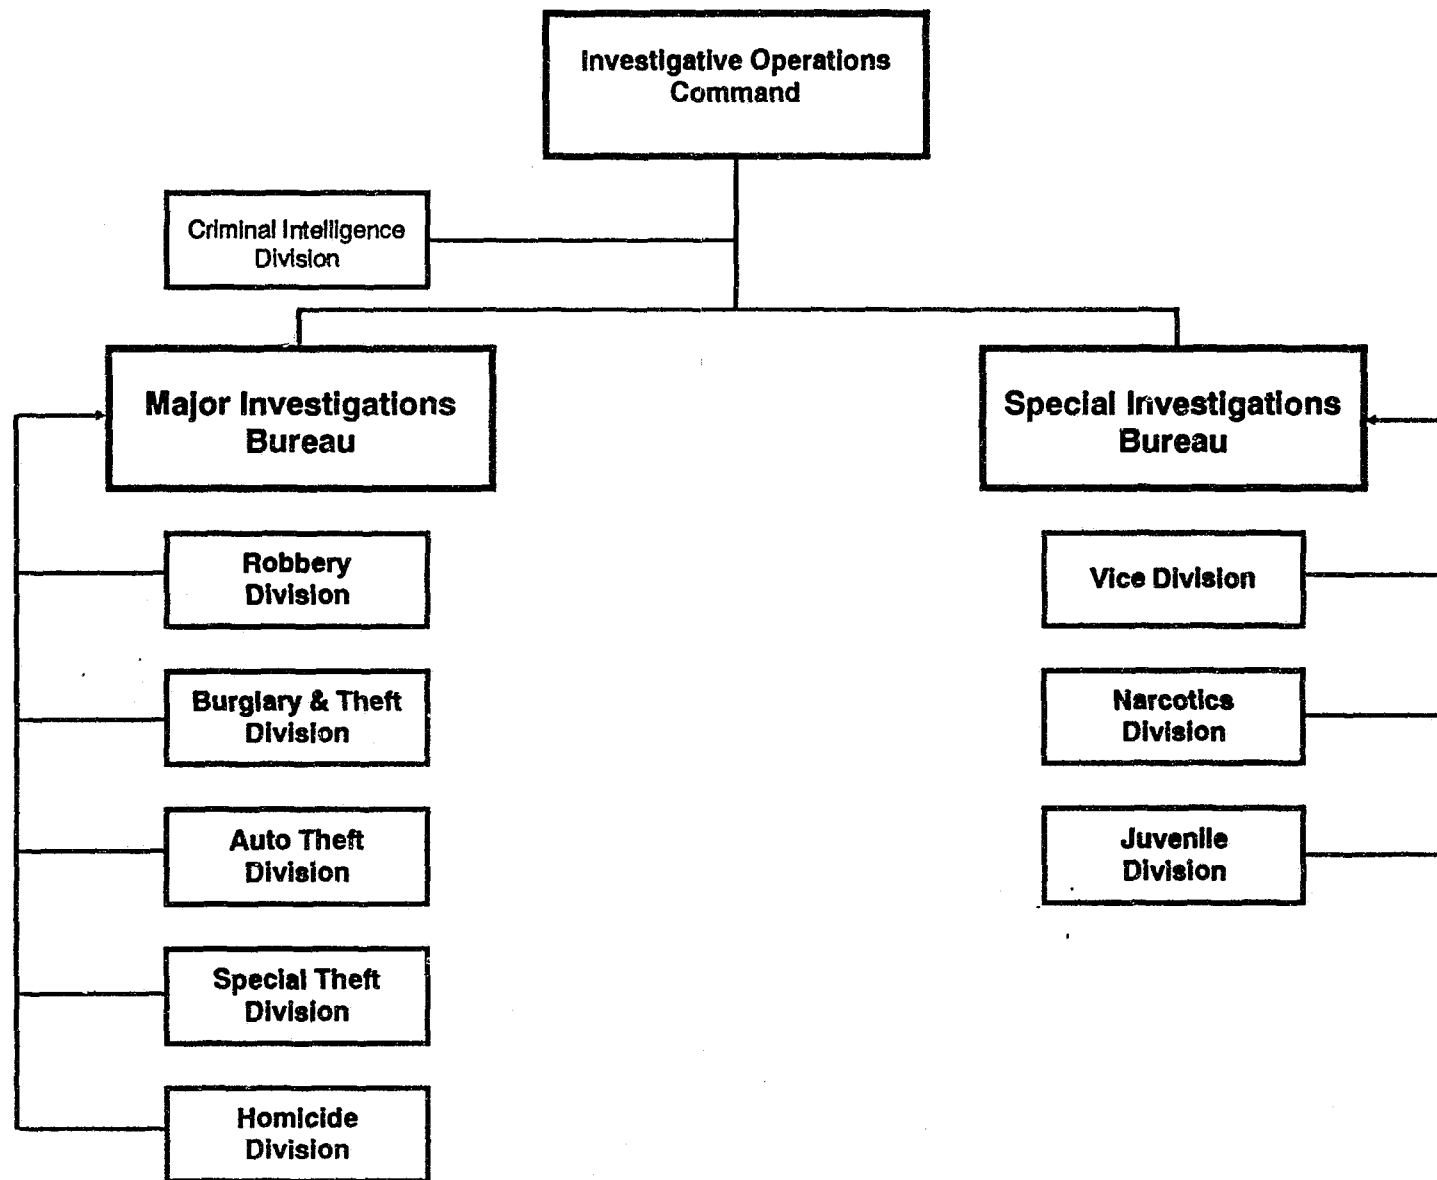 Investigative Operations
Command
Criminal Intelligence
Division
Major Investigations
Bureau
Special Investigations
Bureau
Robbery
Division
Burglary & Theft
Division
Auto Theft
Division
Special Theft
Division
Homicide
Division
Vice Division
Narcotics
Division
Juvenile
Division